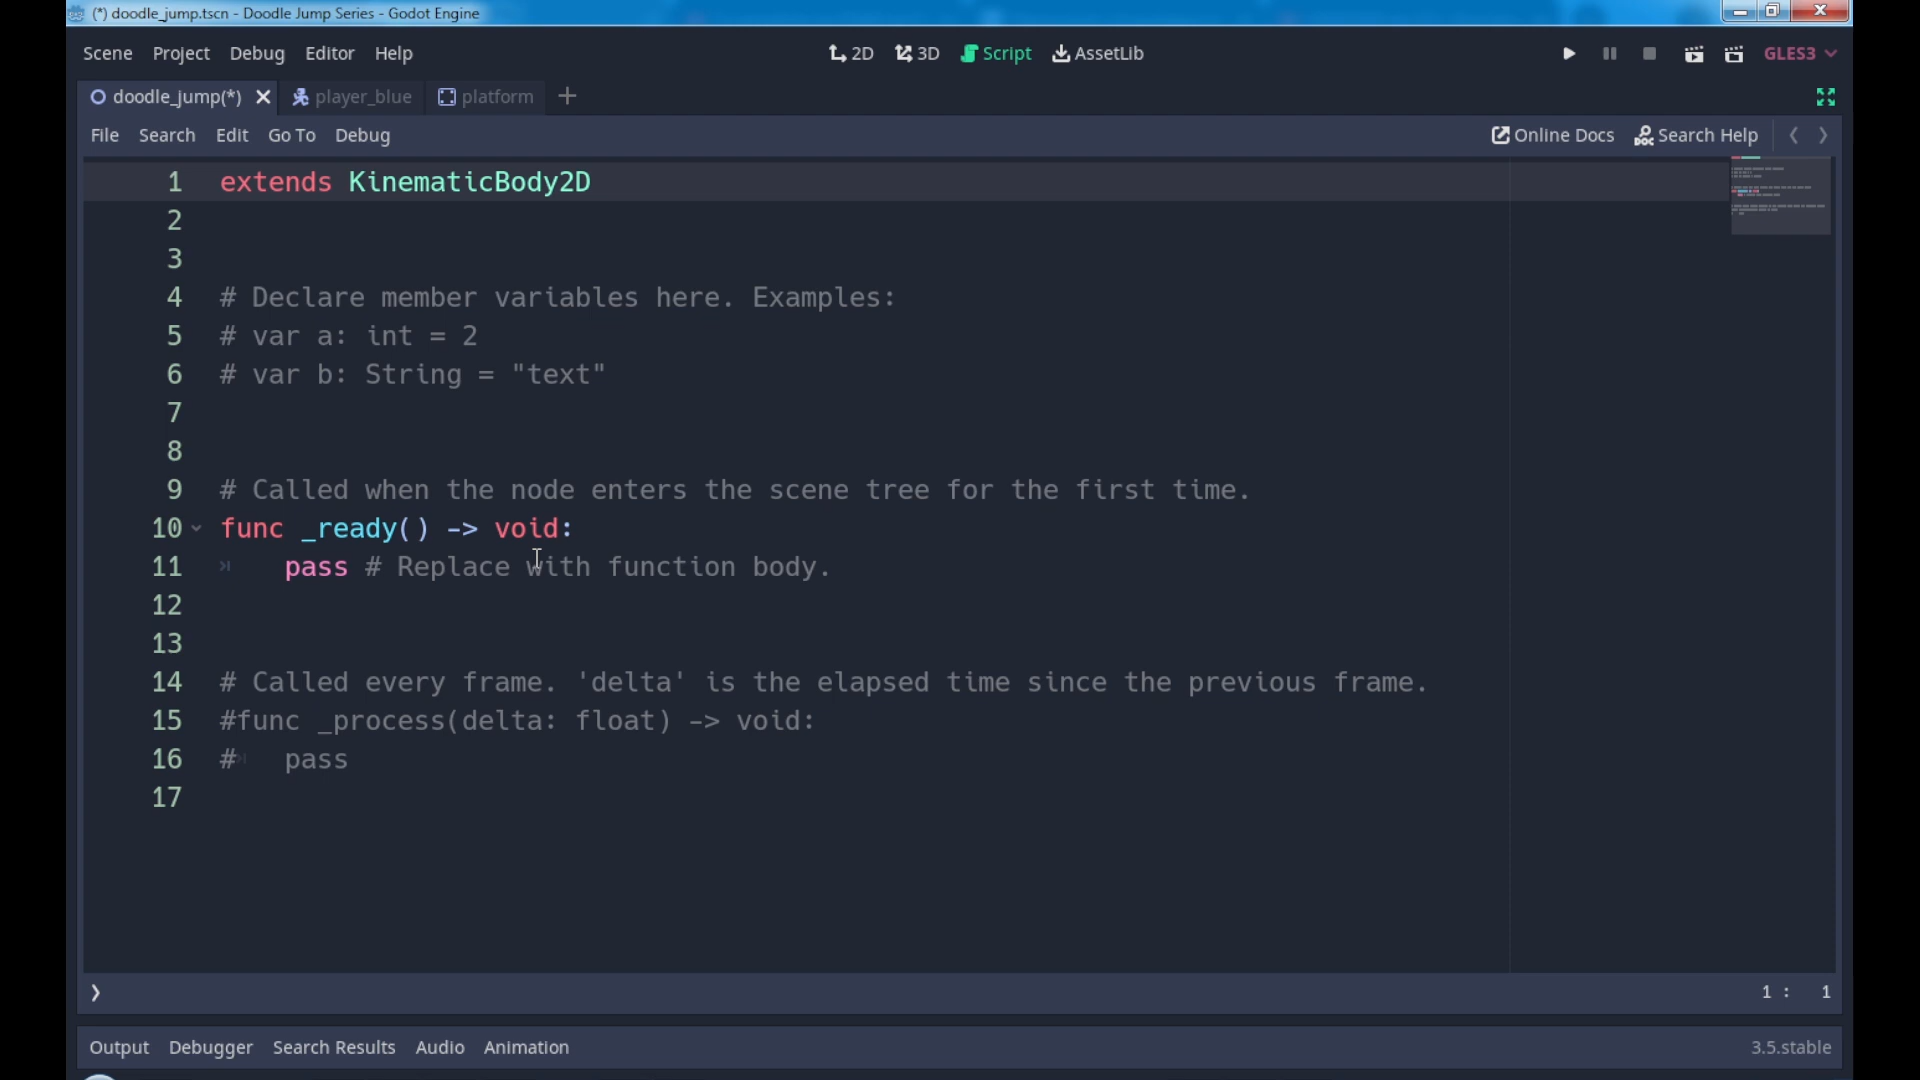 (*) doodle_jump.tscn - Doodle Jump Series - Godot Engine
Scene Project Debug Editor Help 2D 3D Script AssetLib GLES3
doodle_jump(*) player_blue platform
File Search Edit Go To Debug Online Docs Search Help
1 extends KinematicBody2D
2
3
4 # Declare member variables here. Examples:
5 # var a: int = 2
6 # var b: String = "text"
7
8
9 # Called when the node enters the scene tree for the first time.
10 func _ready() -> void:
11 pass # Replace with function body.
12
13
14 # Called every frame. 'delta' is the elapsed time since the previous frame.
15 #func _process(delta: float) -> void:
16 # pass
17
1 : 1
Output Debugger Search Results Audio Animation 3.5.stable